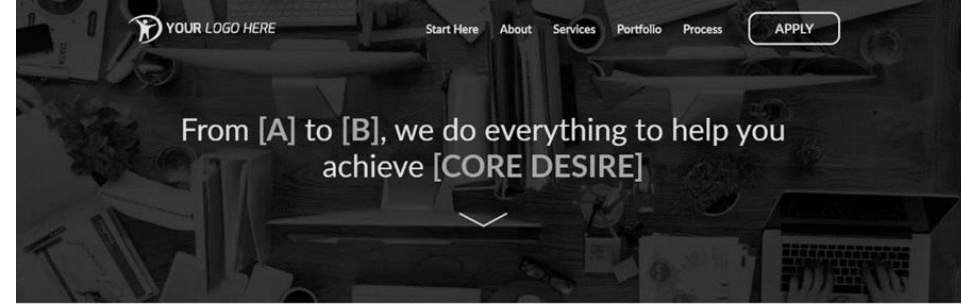 YOUR LOGO HERE
Start Here About Services Portfolio Process APPLY
From [A] to [B], we do everything to help you
achieve [CORE DESIRE]